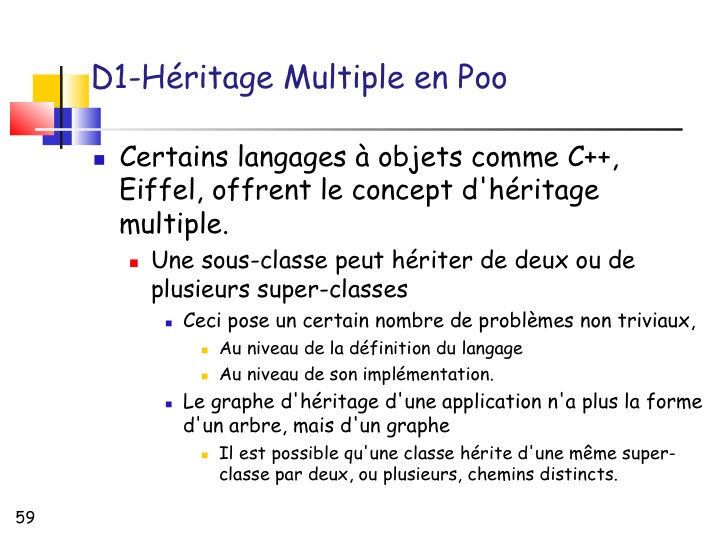 D1-Héritage Multiple en Poo
Certains langages à objets comme C++,
Eiffel, offrent le concept d'héritage
multiple.
Une sous-classe peut hériter de deux ou de
plusieurs super-classes
Ceci pose un certain nombre de problèmes non triviaux,
Au niveau de la définition du langage
Au niveau de son implémentation.
Le graphe d'héritage d'une application n'a plus la forme
d'un arbre, mais d'un graphe
Il est possible qu'une classe hérite d'une même super-
classe par deux, ou plusieurs, chemins distincts.
59